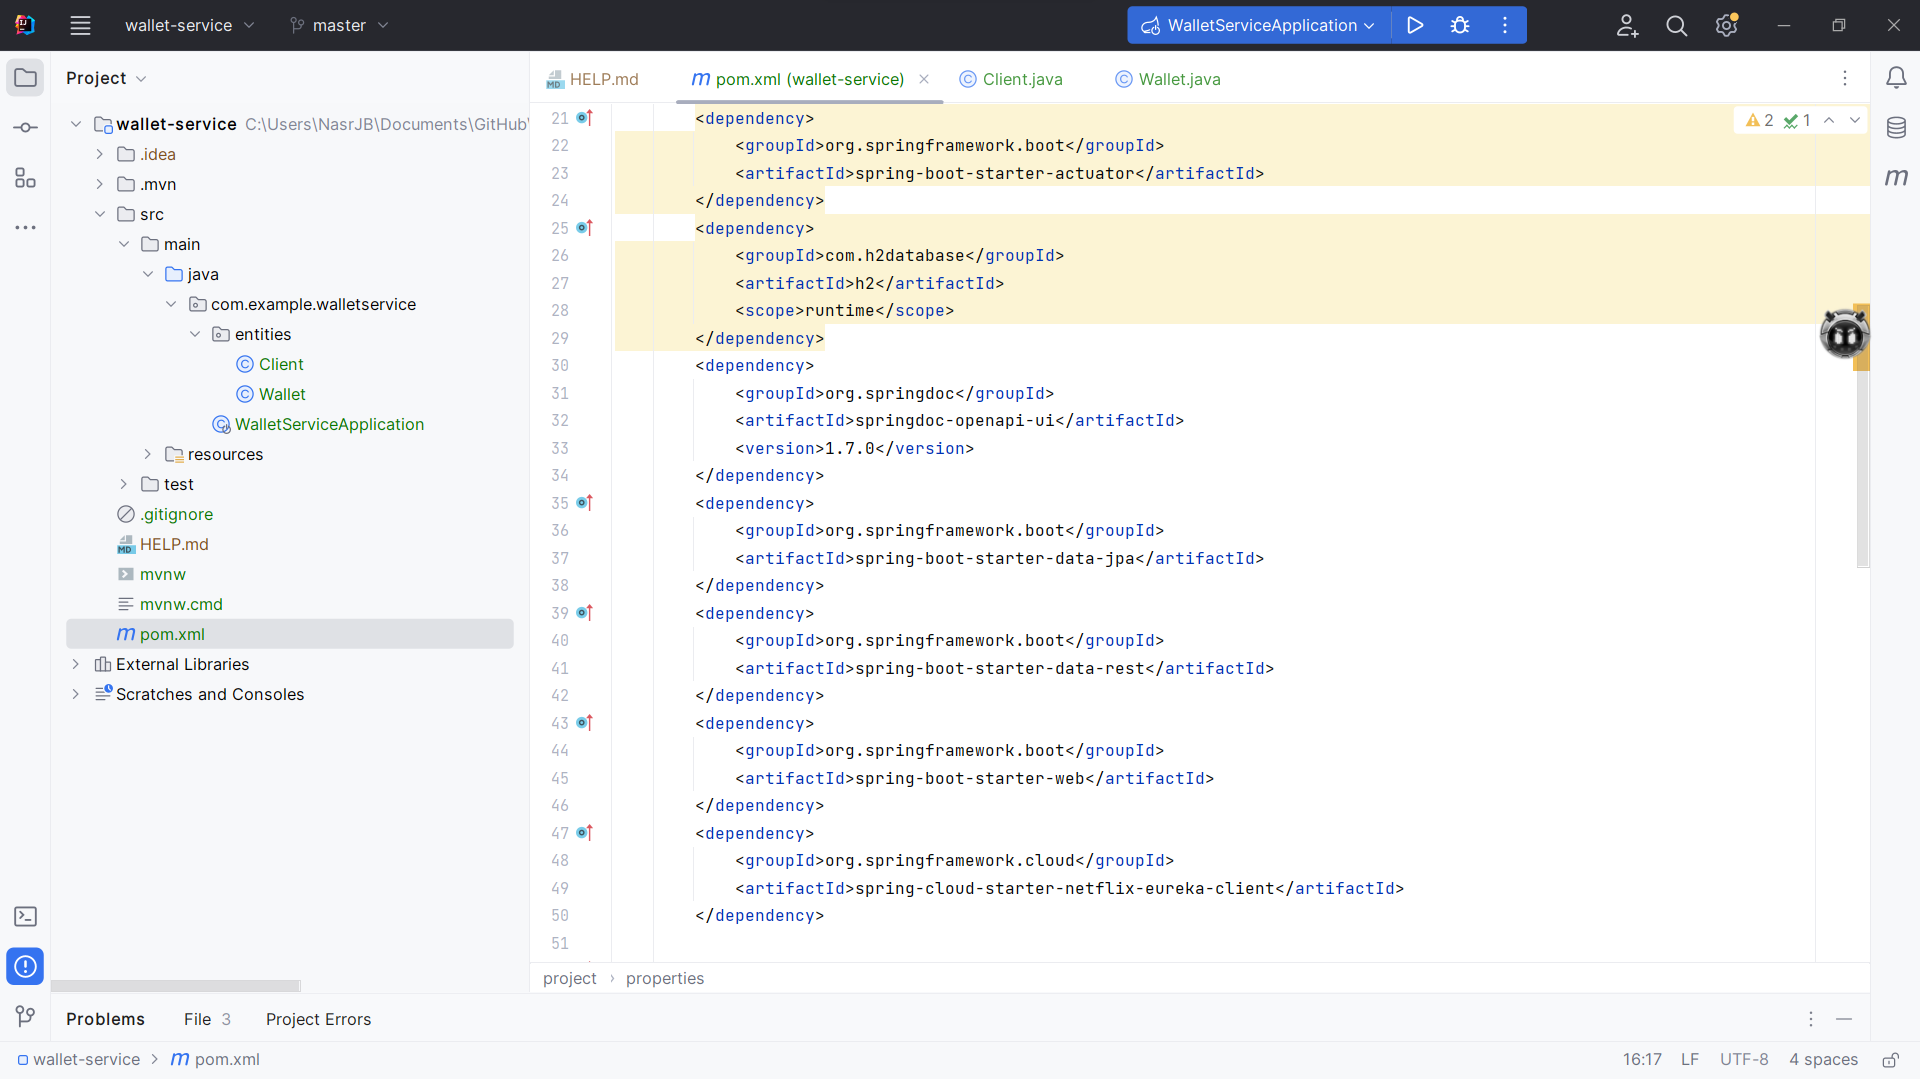 wallet-service
master
WalletServiceApplication
Project
HELP.md
pom.xml (wallet-service)
Client.java
Wallet.java
wallet-service C:\Users\NasrJB\Documents\GitHub\
.idea
.mvn
src
main
java
com.example.walletservice
entities
Client
Wallet
WalletServiceApplication
resources
test
.gitignore
HELP.md
mvnw
mvnw.cmd
pom.xml
External Libraries
Scratches and Consoles
2 1
21 <dependency>
22 <groupId>org.springframework.boot</groupId>
23 <artifactId>spring-boot-starter-actuator</artifactId>
24 </dependency>
25 <dependency>
26 <groupId>com.h2database</groupId>
27 <artifactId>h2</artifactId>
28 <scope>runtime</scope>
29 </dependency>
30 <dependency>
31 <groupId>org.springdoc</groupId>
32 <artifactId>springdoc-openapi-ui</artifactId>
33 <version>1.7.0</version>
34 </dependency>
35 <dependency>
36 <groupId>org.springframework.boot</groupId>
37 <artifactId>spring-boot-starter-data-jpa</artifactId>
38 </dependency>
39 <dependency>
40 <groupId>org.springframework.boot</groupId>
41 <artifactId>spring-boot-starter-data-rest</artifactId>
42 </dependency>
43 <dependency>
44 <groupId>org.springframework.boot</groupId>
45 <artifactId>spring-boot-starter-web</artifactId>
46 </dependency>
47 <dependency>
48 <groupId>org.springframework.cloud</groupId>
49 <artifactId>spring-cloud-starter-netflix-eureka-client</artifactId>
50 </dependency>
51
project › properties
Problems File 3 Project Errors
wallet-service > pom.xml
16:17 LF UTF-8 4 spaces